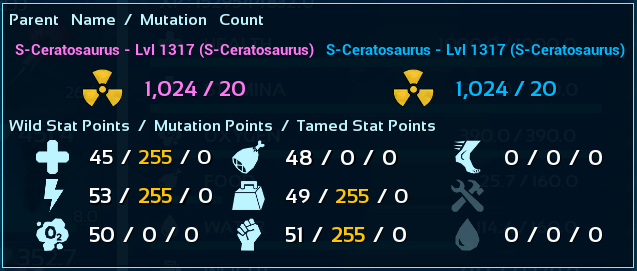 Parent Name / Mutation Count
S-Ceratosaurus - Lvl 1317 (S-Ceratosaurus) S-Ceratosaurus - Lvl 1317 (S-Ceratosaurus)
1,024 / 20 1,024 / 20
Wild Stat Points / Mutation Points / Tamed Stat Points
45 / 255 / 0 48 / 0 / 0 0 / 0 / 0
53 / 255 / 0 49 / 255 / 0
O2 50 / 0 / 0 51 / 255 / 0 0 / 0 / 0